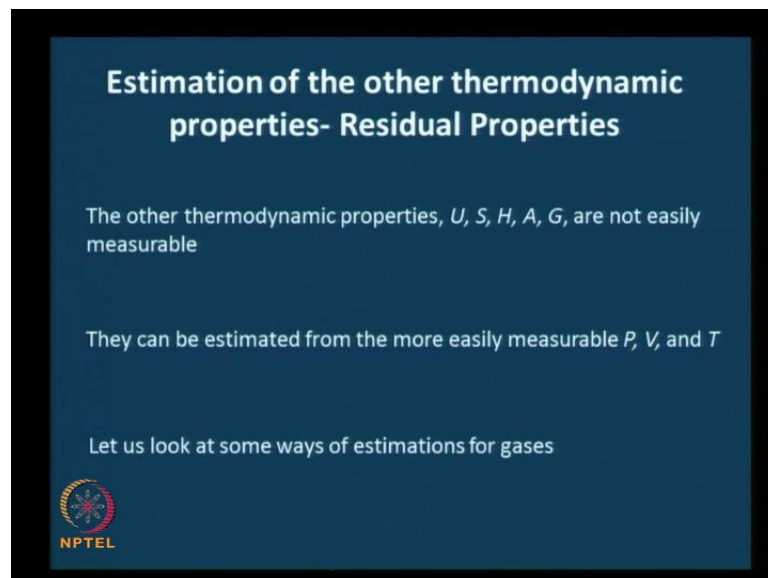 Estimation of the other thermodynamic
properties- Residual Properties
The other thermodynamic properties, U, S, H, A, G, are not easily
measurable
They can be estimated from the more easily measurable P, V, and T
Let us look at some ways of estimations for gases
NPTEL